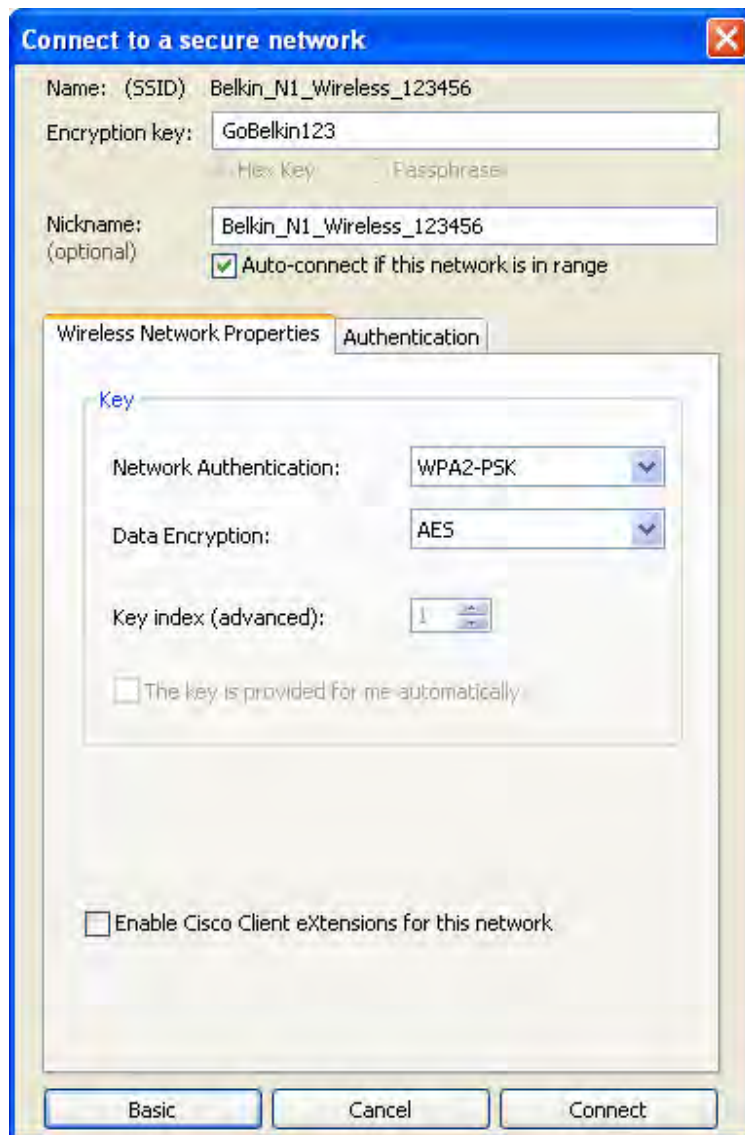 Connect to a secure network
Name: (SSID) Belkin_N1_Wireless_123456
Encryption key: GoBelkin123
Hex Key Passphrase
Nickname: Belkin_N1_Wireless_123456
(optional)
Auto-connect if this network is in range
Wireless Network Properties Authentication
Key
Network Authentication: WPA2-PSK
Data Encryption: AES
Key index (advanced): 1
The key is provided for me automatically
Enable Cisco Client eXtensions for this network
Basic Cancel Connect